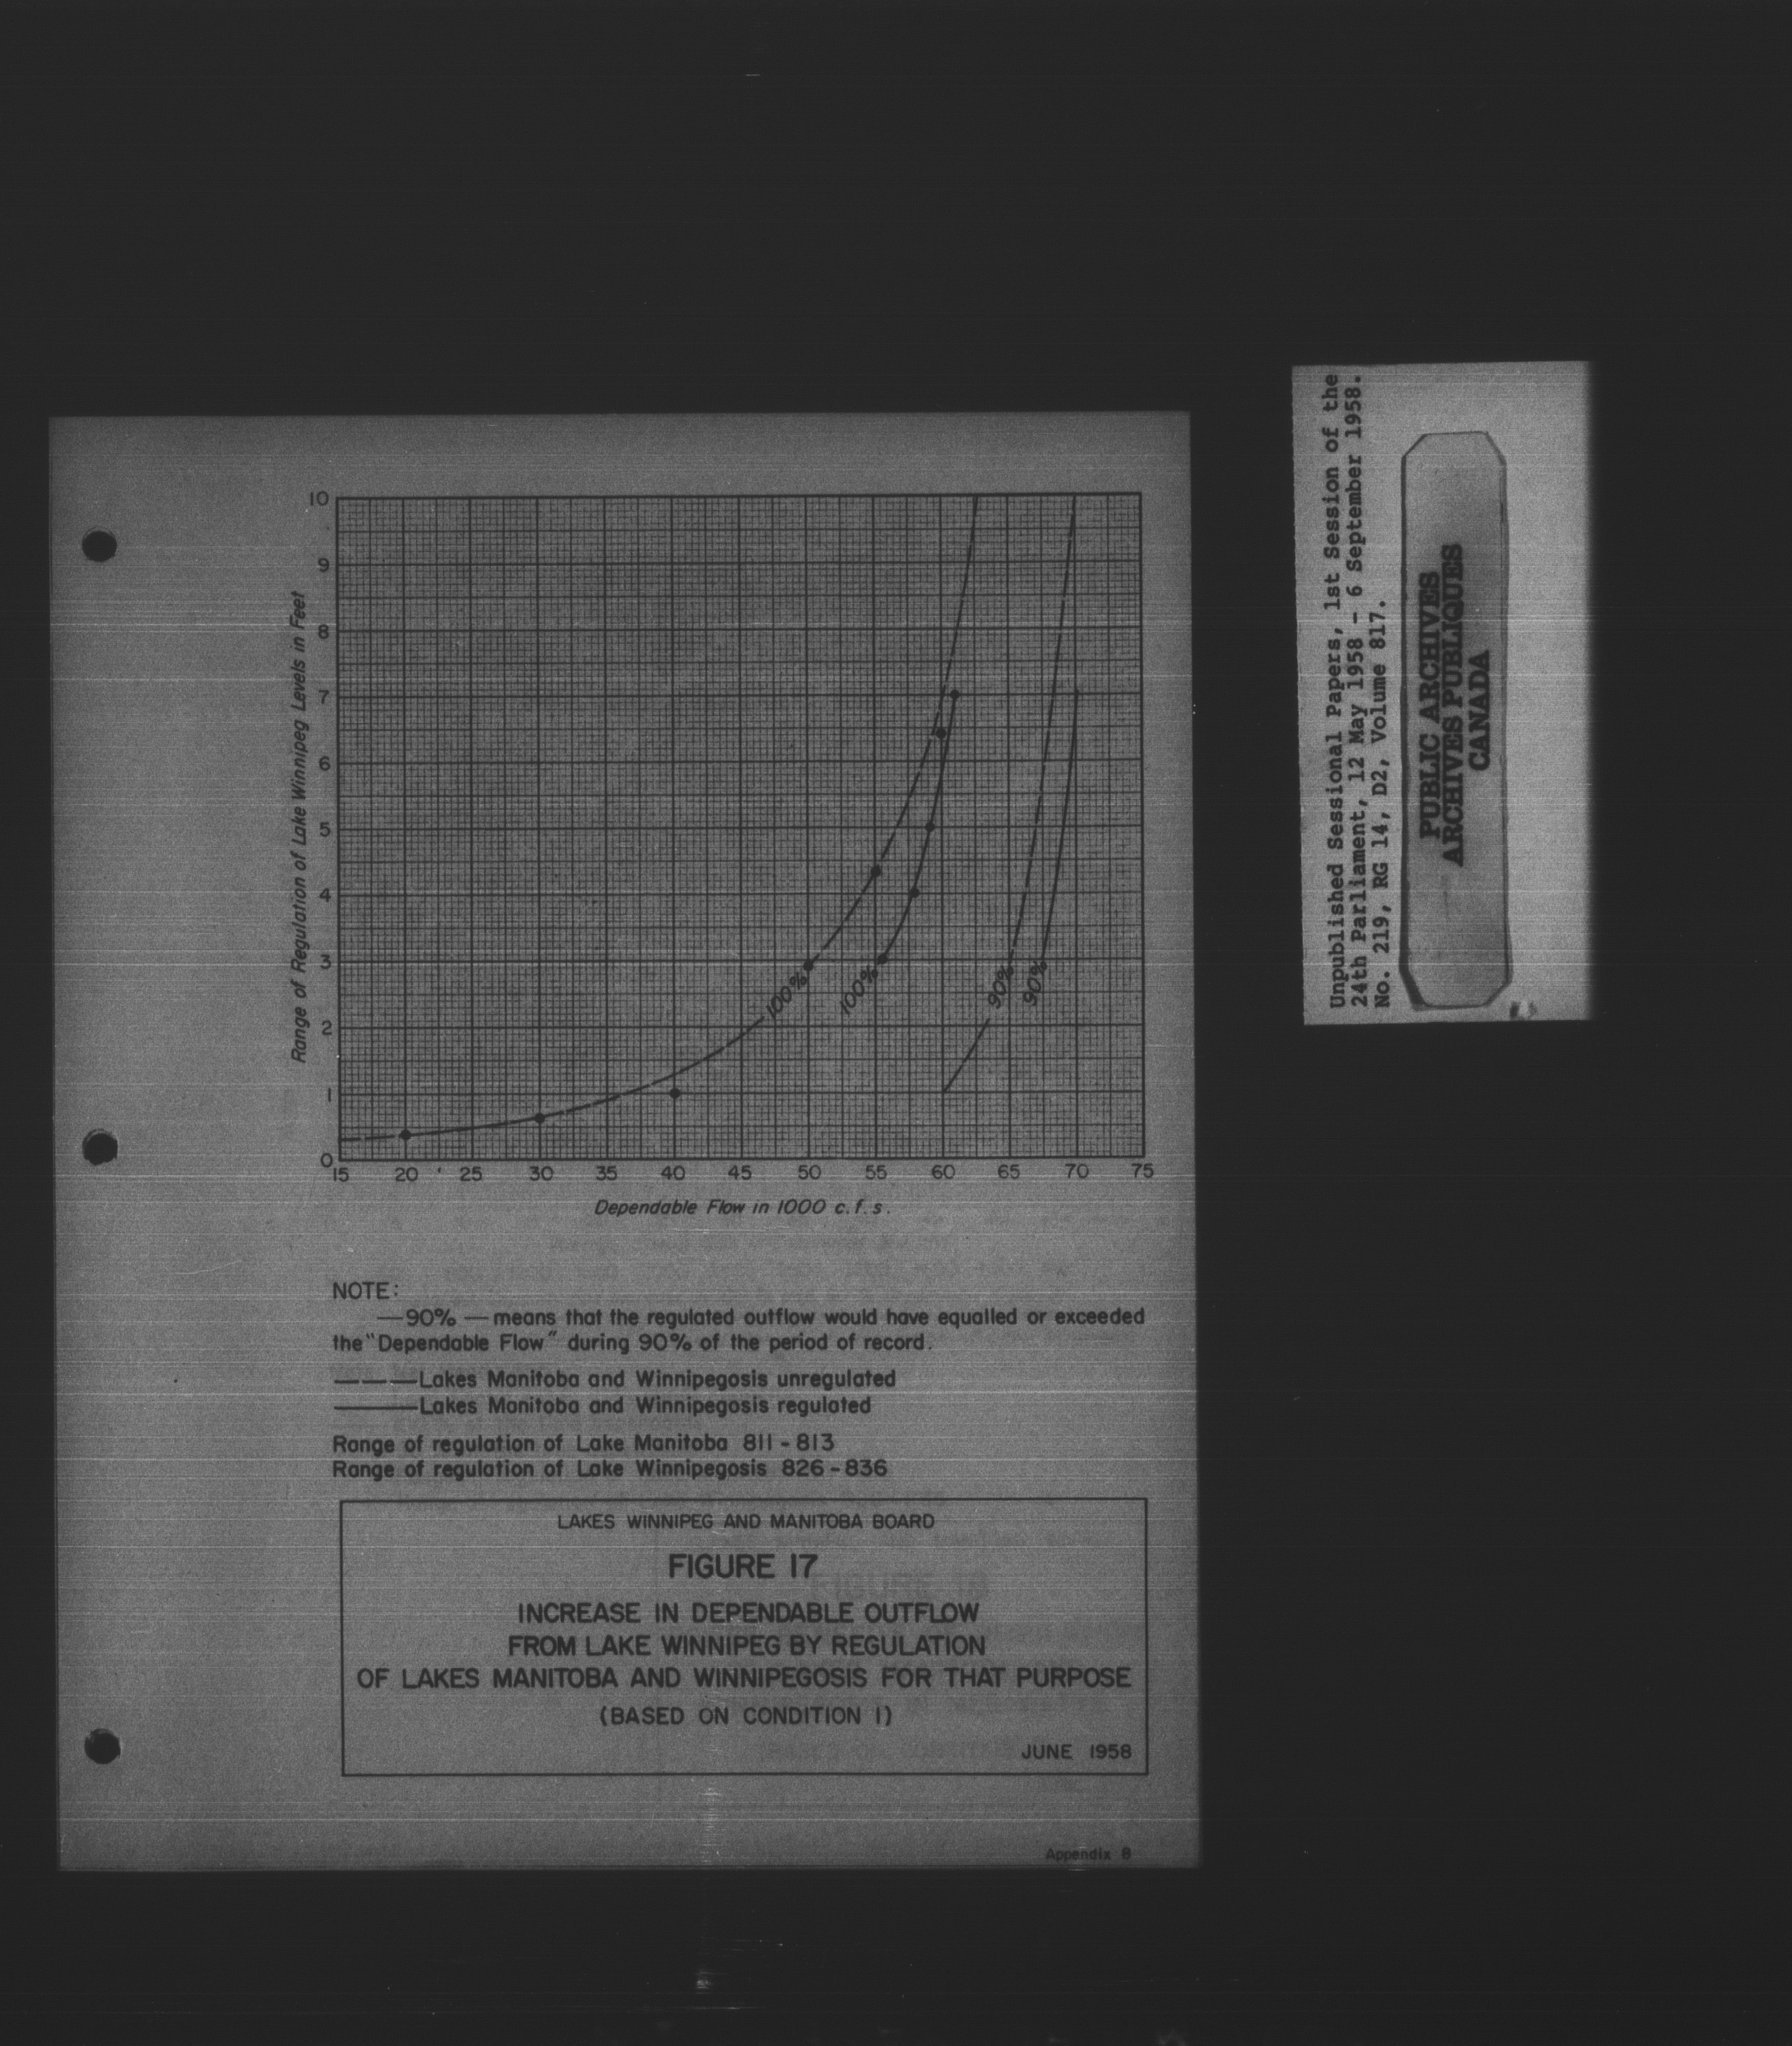 10
9
8
7
6
5
4
3
2
1
0
Range of Regulation of Lake Winnipeg Levels in Feet
100%
100%
90%
90%
15 20 25 30 35 40 45 50 55 60 65 70 75
Dependable Flow in 1000 c.f.s.
NOTE:
—90%— means that the regulated outflow would have equalled or exceeded
the "Dependable Flow" during 90% of the period of record.
Lakes Manitoba and Winnipegosis unregulated
Lakes Manitoba and Winnipegosis regulated
Range of regulation of Lake Manitoba 811-813
Range of regulation of Lake Winnipegosis 826-836
LAKES WINNIPEG AND MANITOBA BOARD
FIGURE 17
INCREASE IN DEPENDABLE OUTFLOW
FROM LAKE WINNIPEG BY REGULATION
OF LAKES MANITOBA AND WINNIPEGOSIS FOR THAT PURPOSE
(BASED ON CONDITION 1)
JUNE 1958
Appendix 8
Unpublished Sessional Papers, 1st Session of the
24th Parliament, 12 May 1958 - 6 September 1958.
No. 219, RG 14, D2, Volume 817.
PUBLIC ARCHIVES
ARCHIVES PUBLIQUES
CANADA